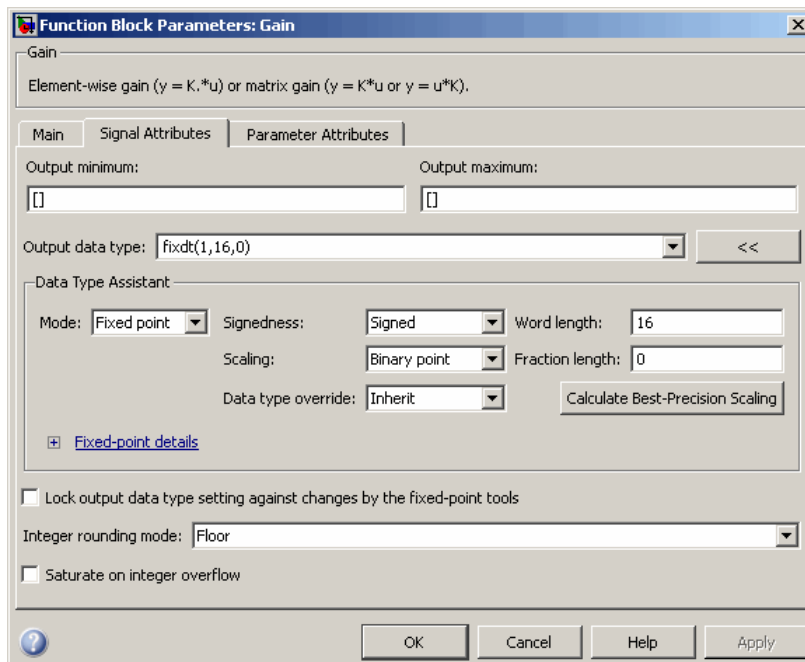 Function Block Parameters: Gain
Gain
Element-wise gain (y = K.*u) or matrix gain (y = K*u or y = u*K).
Main Signal Attributes Parameter Attributes
Output minimum: Output maximum:
[] []
Output data type: fixdt(1,16,0) <<
Data Type Assistant
Mode: Fixed point Signedness: Signed Word length: 16
Scaling: Binary point Fraction length: 0
Data type override: Inherit Calculate Best-Precision Scaling
Fixed-point details
Lock output data type setting against changes by the fixed-point tools
Integer rounding mode: Floor
Saturate on integer overflow
OK Cancel Help Apply